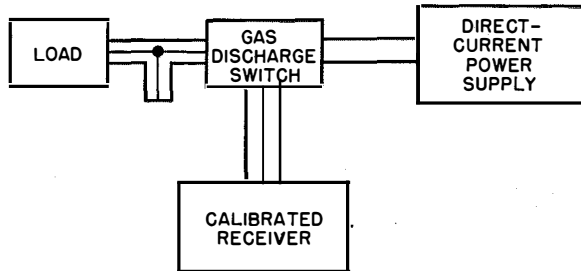 LOAD
GAS
DISCHARGE
SWITCH
DIRECT-
CURRENT
POWER
SUPPLY
CALIBRATED
RECEIVER